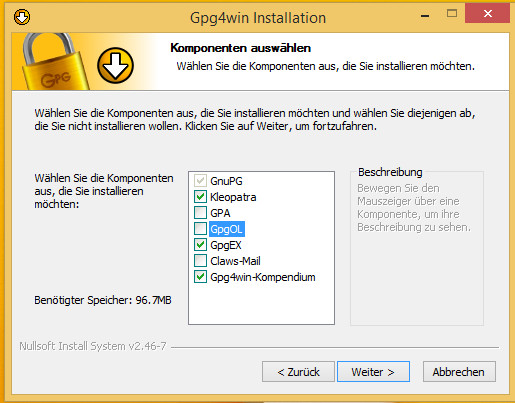 Gpg4win Installation
GPG
Komponenten auswählen
Wählen Sie die Komponenten aus, die Sie installieren möchten.
Wählen Sie die Komponenten aus, die Sie installieren möchten und wählen Sie diejenigen ab,
die Sie nicht installieren wollen. Klicken Sie auf Weiter, um fortzufahren.
Wählen Sie die Komponenten
aus, die Sie installieren
möchten:
GnuPG
Kleopatra
GPA
GpgOL
GpgEX
Claws-Mail
Gpg4win-Kompendium
Beschreibung
Bewegen Sie den
Mauszeiger über eine
Komponente, um ihre
Beschreibung zu sehen.
Benötigter Speicher: 96.7MB
Nullsoft Install System v2.46-7
< Zurück
Weiter >
Abbrechen